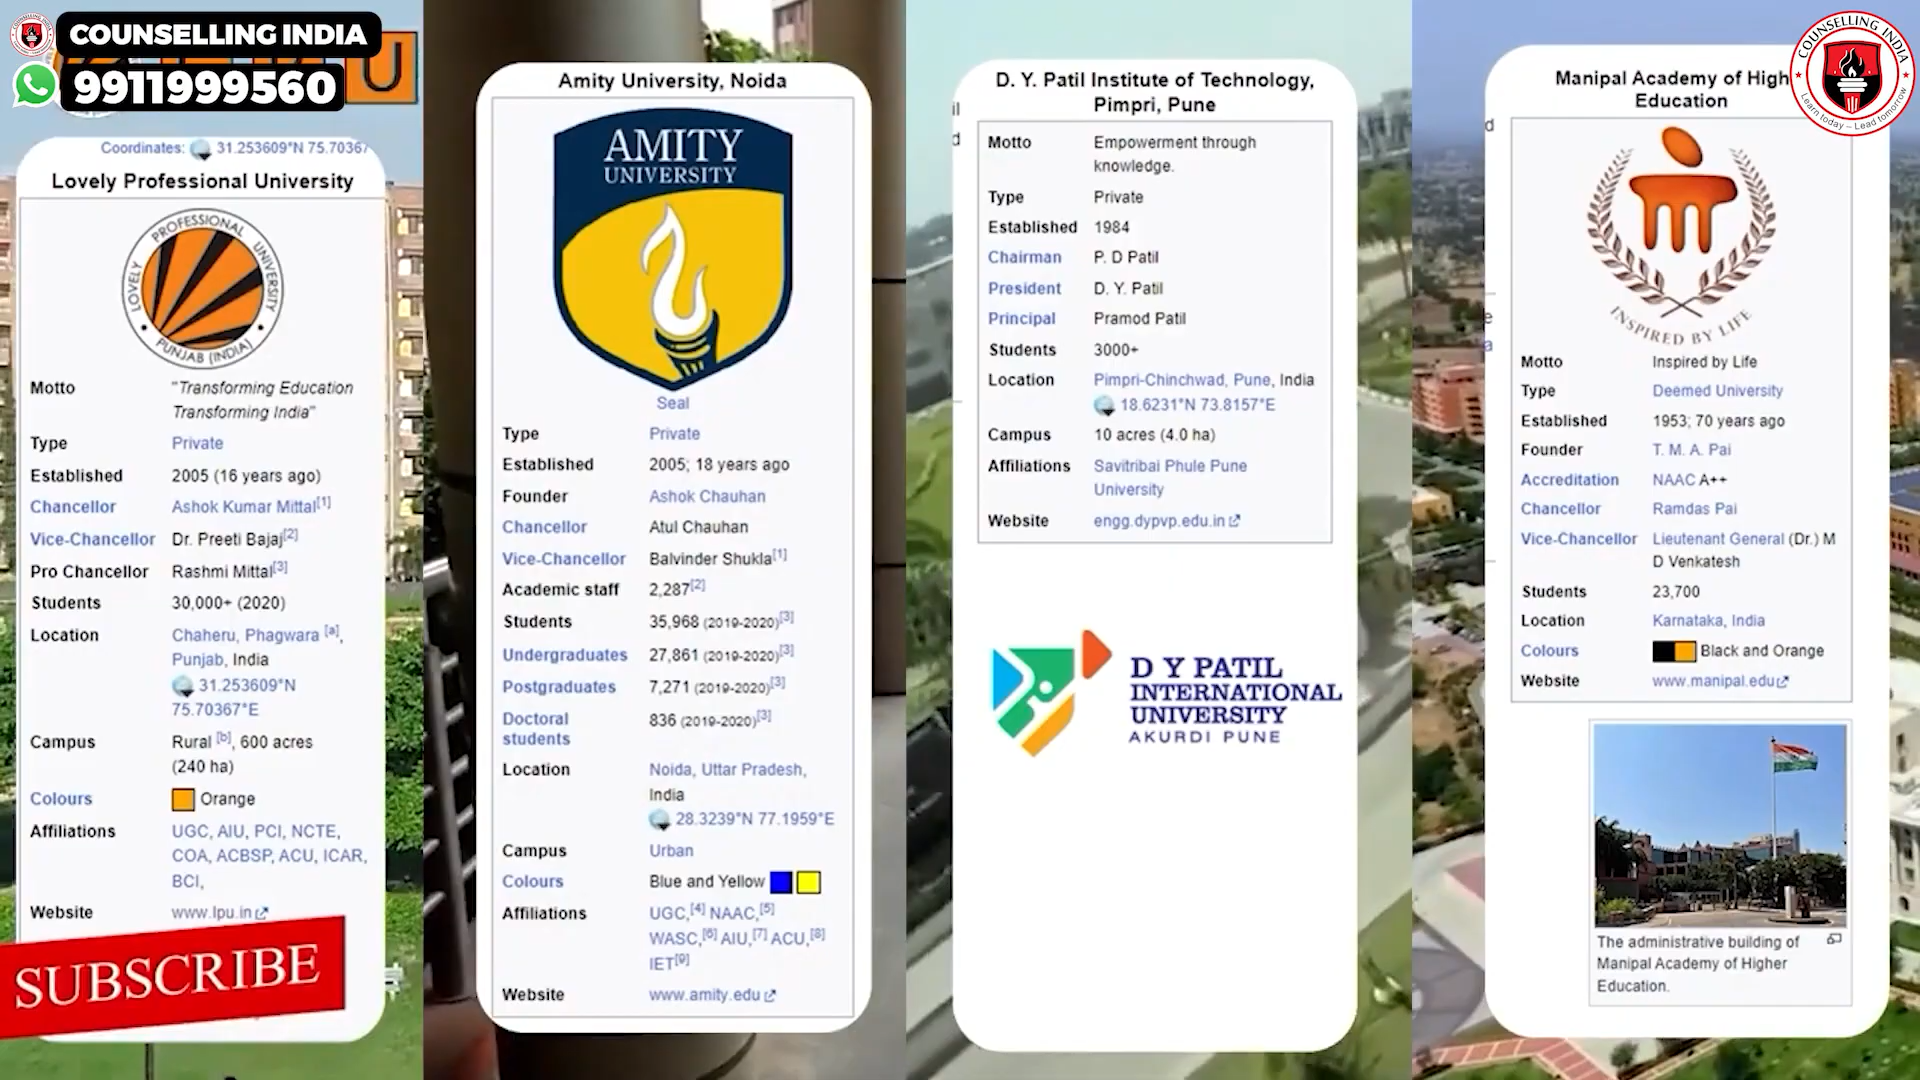 COUNSELLING INDIA
9911999560
U
Coordinates: 31.253609°N 75.7036
Lovely Professional University
LOVELY PROFESSIONAL UNIVERSITY
• PUNJAB (INDIA) •
Motto "Transforming Education
Transforming India"
Type Private
Established 2005 (16 years ago)
Chancellor Ashok Kumar Mittal[1]
Vice-Chancellor Dr. Preeti Bajaj[2]
Pro Chancellor Rashmi Mittal[3]
Students 30,000+ (2020)
Location Chaheru, Phagwara [a],
Punjab, India
31.253609°N
75.70367°E
Campus Rural [b], 600 acres
(240 ha)
Colours Orange
Affiliations UGC, AIU, PCI, NCTE,
COA, ACBSP, ACU, ICAR,
BCI,
Website www.lpu.in
SUBSCRIBE
Amity University, Noida
AMITY
UNIVERSITY
Seal
Type Private
Established 2005; 18 years ago
Founder Ashok Chauhan
Chancellor Atul Chauhan
Vice-Chancellor Balvinder Shukla[1]
Academic staff 2,287[2]
Students 35,968 (2019-2020)[3]
Undergraduates 27,861 (2019-2020)[3]
Postgraduates 7,271 (2019-2020)[3]
Doctoral
students 836 (2019-2020)[3]
Location Noida, Uttar Pradesh,
India
28.3239°N 77.1959°E
Campus Urban
Colours Blue and Yellow
Affiliations UGC,[4] NAAC,[5]
WASC,[6] AIU,[7] ACU,[8]
IET[9]
Website www.amity.edu
D. Y. Patil Institute of Technology,
Pimpri, Pune
Motto Empowerment through
knowledge.
Type Private
Established 1984
Chairman P. D Patil
President D. Y. Patil
Principal Pramod Patil
Students 3000+
Location Pimpri-Chinchwad, Pune, India
18.6231°N 73.8157°E
Campus 10 acres (4.0 ha)
Affiliations Savitribai Phule Pune
University
Website engg.dypvp.edu.in
D Y PATIL
INTERNATIONAL
UNIVERSITY
AKURDI PUNE
Manipal Academy of High
Education
INSPIRED BY LIFE
Motto Inspired by Life
Type Deemed University
Established 1953; 70 years ago
Founder T. M. A. Pai
Accreditation NAAC A++
Chancellor Ramdas Pai
Vice-Chancellor Lieutenant General (Dr.) M
D Venkatesh
Students 23,700
Location Karnataka, India
Colours Black and Orange
Website www.manipal.edu
The administrative building of
Manipal Academy of Higher
Education.
COUNSELLING INDIA
Learn today – Lead tomorrow